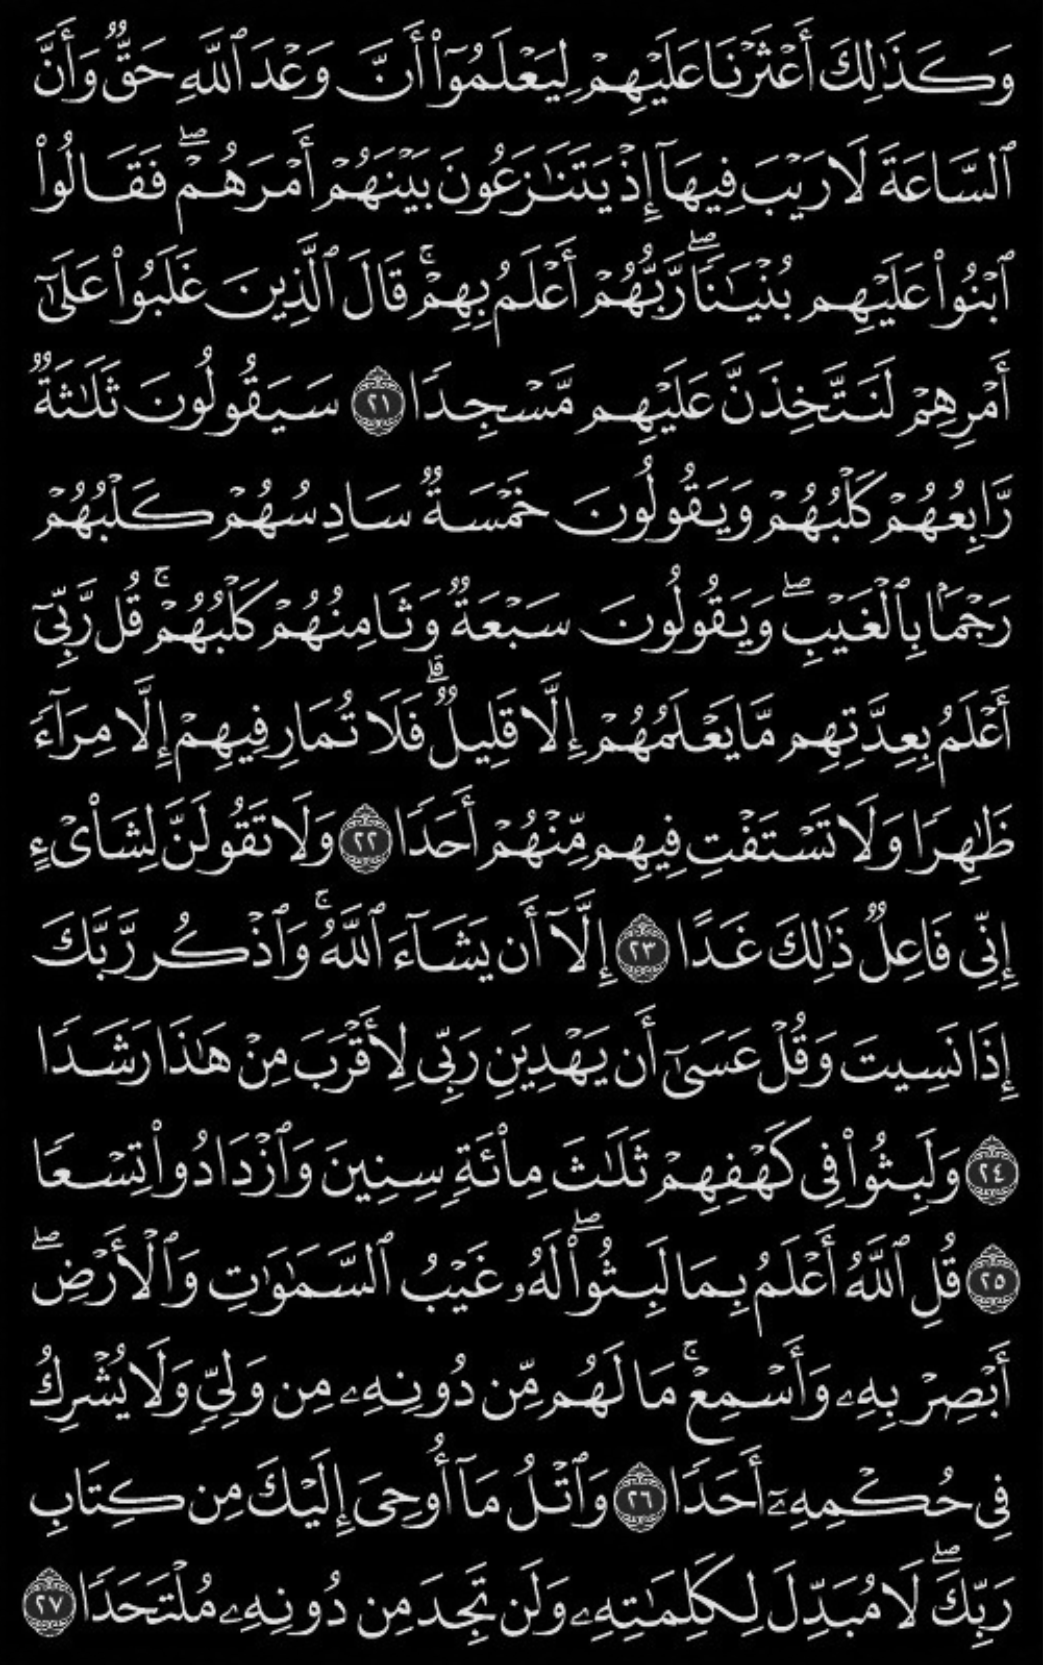 وَكَذَٰلِكَ أَعْثَرْنَا عَلَيْهِمْ لِيَعْلَمُوٓا۟ أَنَّ وَعْدَ ٱللَّهِ حَقٌّ وَأَنَّ
ٱلسَّاعَةَ لَا رَيْبَ فِيهَآ إِذْ يَتَنَٰزَعُونَ بَيْنَهُمْ أَمْرَهُمْ ۖ فَقَالُوا۟
ٱبْنُوا۟ عَلَيْهِم بُنْيَٰنًا ۖ رَّبُّهُمْ أَعْلَمُ بِهِمْ ۚ قَالَ ٱلَّذِينَ غَلَبُوا۟ عَلَىٰٓ
أَمْرِهِمْ لَنَتَّخِذَنَّ عَلَيْهِم مَّسْجِدًا ٢١ سَيَقُولُونَ ثَلَٰثَةٌ
رَّابِعُهُمْ كَلْبُهُمْ وَيَقُولُونَ خَمْسَةٌ سَادِسُهُمْ كَلْبُهُمْ
رَجْمًۢا بِٱلْغَيْبِ ۖ وَيَقُولُونَ سَبْعَةٌ وَثَامِنُهُمْ كَلْبُهُمْ ۚ قُل رَّبِّىٓ
أَعْلَمُ بِعِدَّتِهِم مَّا يَعْلَمُهُمْ إِلَّا قَلِيلٌ ۗ فَلَا تُمَارِ فِيهِمْ إِلَّا مِرَآءً
ظَٰهِرًا وَلَا تَسْتَفْتِ فِيهِم مِّنْهُمْ أَحَدًا ٢٢ وَلَا تَقُولَنَّ لِشَا۟ىْءٍ
إِنِّى فَاعِلٌ ذَٰلِكَ غَدًا ٢٣ إِلَّآ أَن يَشَآءَ ٱللَّهُ ۚ وَٱذْكُر رَّبَّكَ
إِذَا نَسِيتَ وَقُلْ عَسَىٰٓ أَن يَهْدِيَنِ رَبِّى لِأَقْرَبَ مِنْ هَٰذَا رَشَدًا
٢٤ وَلَبِثُوا۟ فِى كَهْفِهِمْ ثَلَٰثَ مِا۟ئَةٍ سِنِينَ وَٱزْدَادُوا۟ تِسْعًا
٢٥ قُلِ ٱللَّهُ أَعْلَمُ بِمَا لَبِثُوا۟ ۖ لَهُۥ غَيْبُ ٱلسَّمَٰوَٰتِ وَٱلْأَرْضِ ۖ
أَبْصِرْ بِهِۦ وَأَسْمِعْ ۚ مَا لَهُم مِّن دُونِهِۦ مِن وَلِىٍّ وَلَا يُشْرِكُ
فِى حُكْمِهِۦٓ أَحَدًا ٢٦ وَٱتْلُ مَآ أُوحِىَ إِلَيْكَ مِن كِتَابِ
رَبِّكَ ۖ لَا مُبَدِّلَ لِكَلِمَٰتِهِۦ وَلَن تَجِدَ مِن دُونِهِۦ مُلْتَحَدًا ٢٧